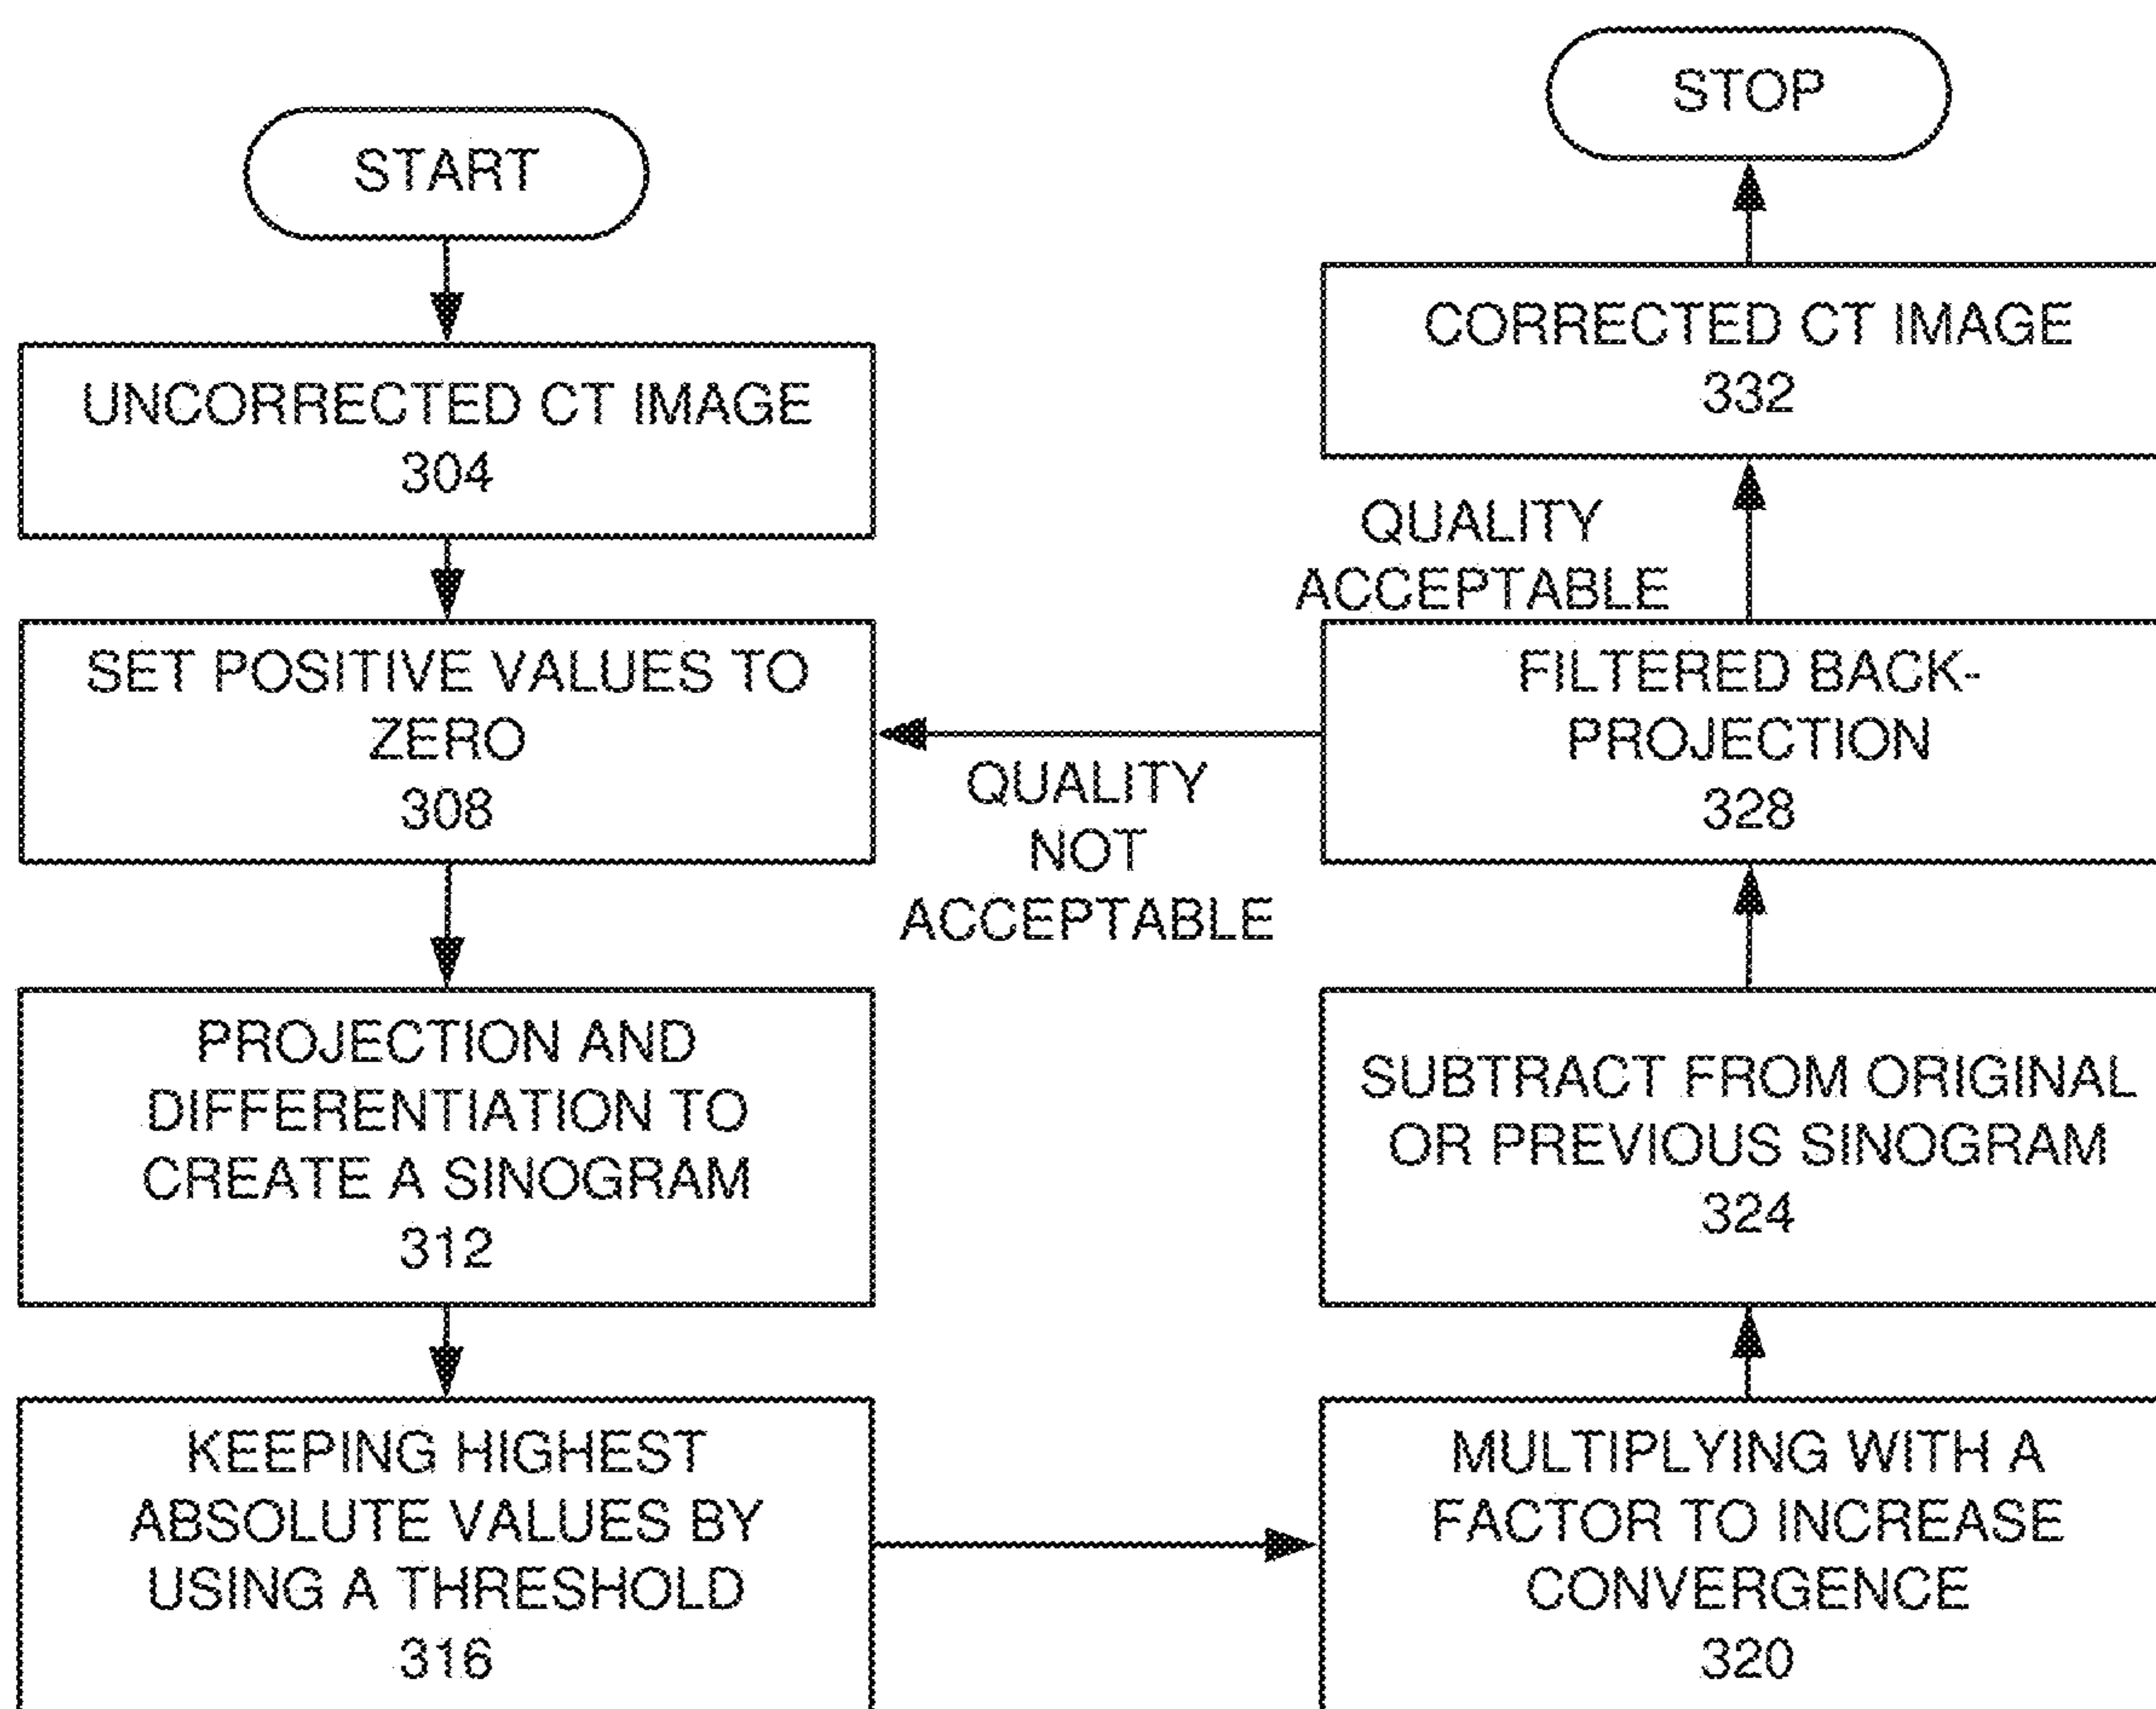 START
UNCORRECTED CT IMAGE
304
SET POSITIVE VALUES TO
ZERO
308
PROJECTION AND
DIFFERENTIATION TO
CREATE A SINOGRAM
312
KEEPING HIGHEST
ABSOLUTE VALUES BY
USING A THRESHOLD
316
MULTIPLYING WITH A
FACTOR TO INCREASE
CONVERGENCE
320
SUBTRACT FROM ORIGINAL
OR PREVIOUS SINOGRAM
324
FILTERED BACK-
PROJECTION
328
QUALITY
NOT
ACCEPTABLE
QUALITY
ACCEPTABLE
CORRECTED CT IMAGE
332
STOP